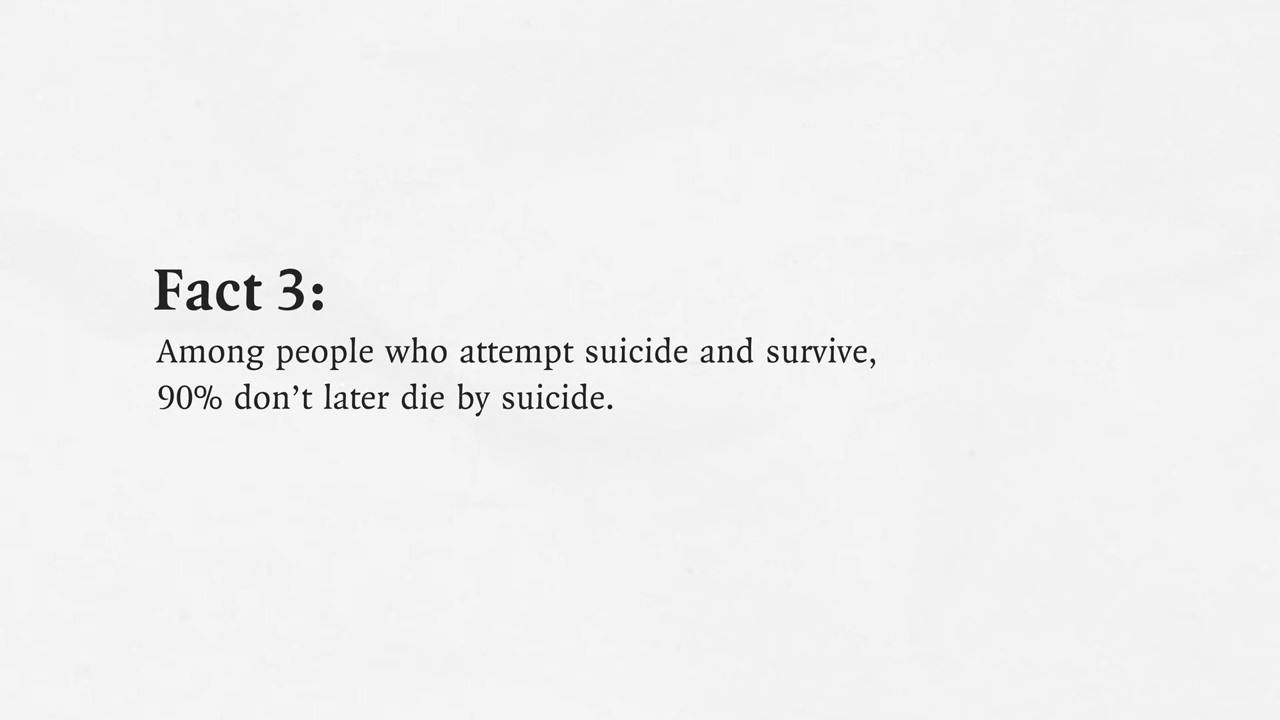 Fact 3:
Among people who attempt suicide and survive,
90% don’t later die by suicide.